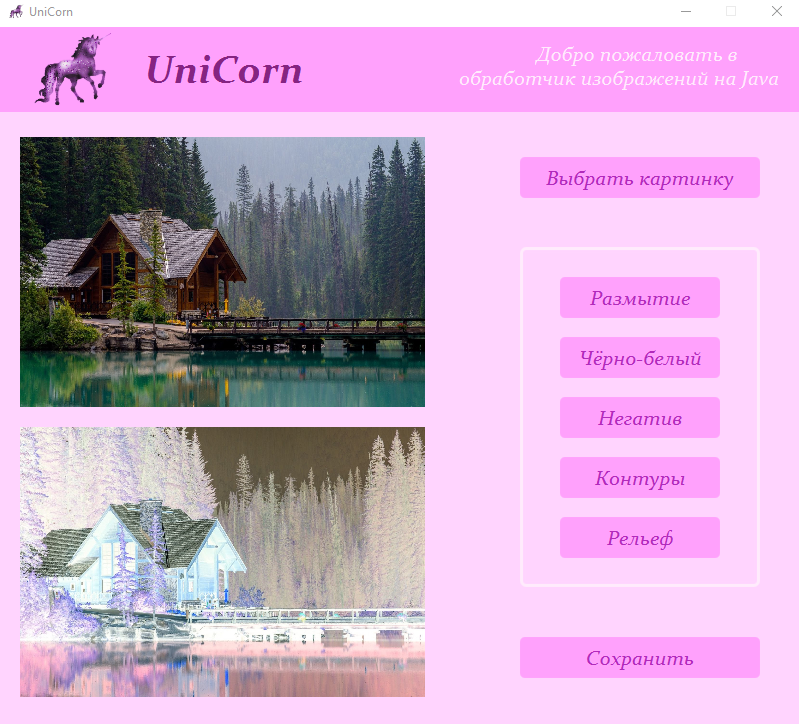 UniCorn
UniCorn
Добро пожаловать в
обработчик изображений на Java
Выбрать картинку
Размытие
Чёрно-белый
Негатив
Контуры
Рельеф
Сохранить